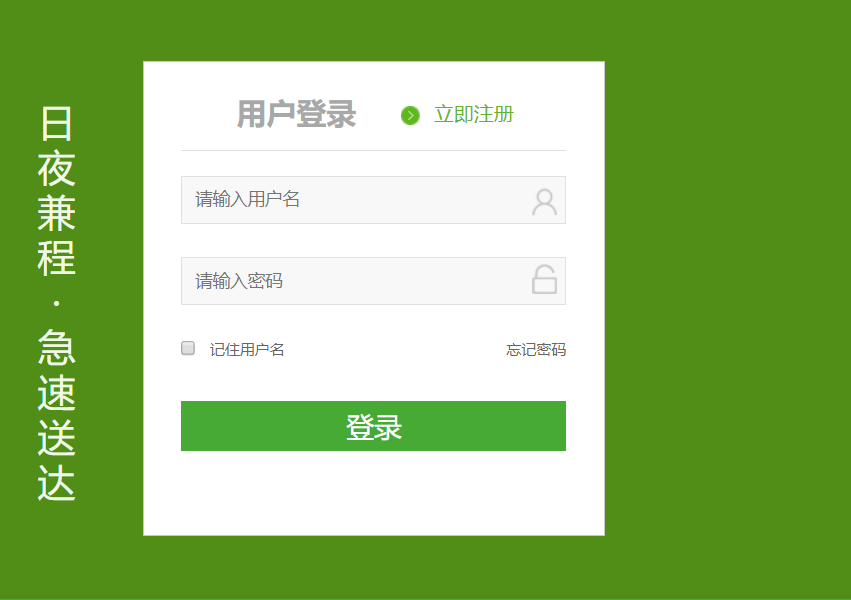 日夜兼程·急速送达
用户登录 立即注册
请输入用户名
请输入密码
记住用户名 忘记密码
登录